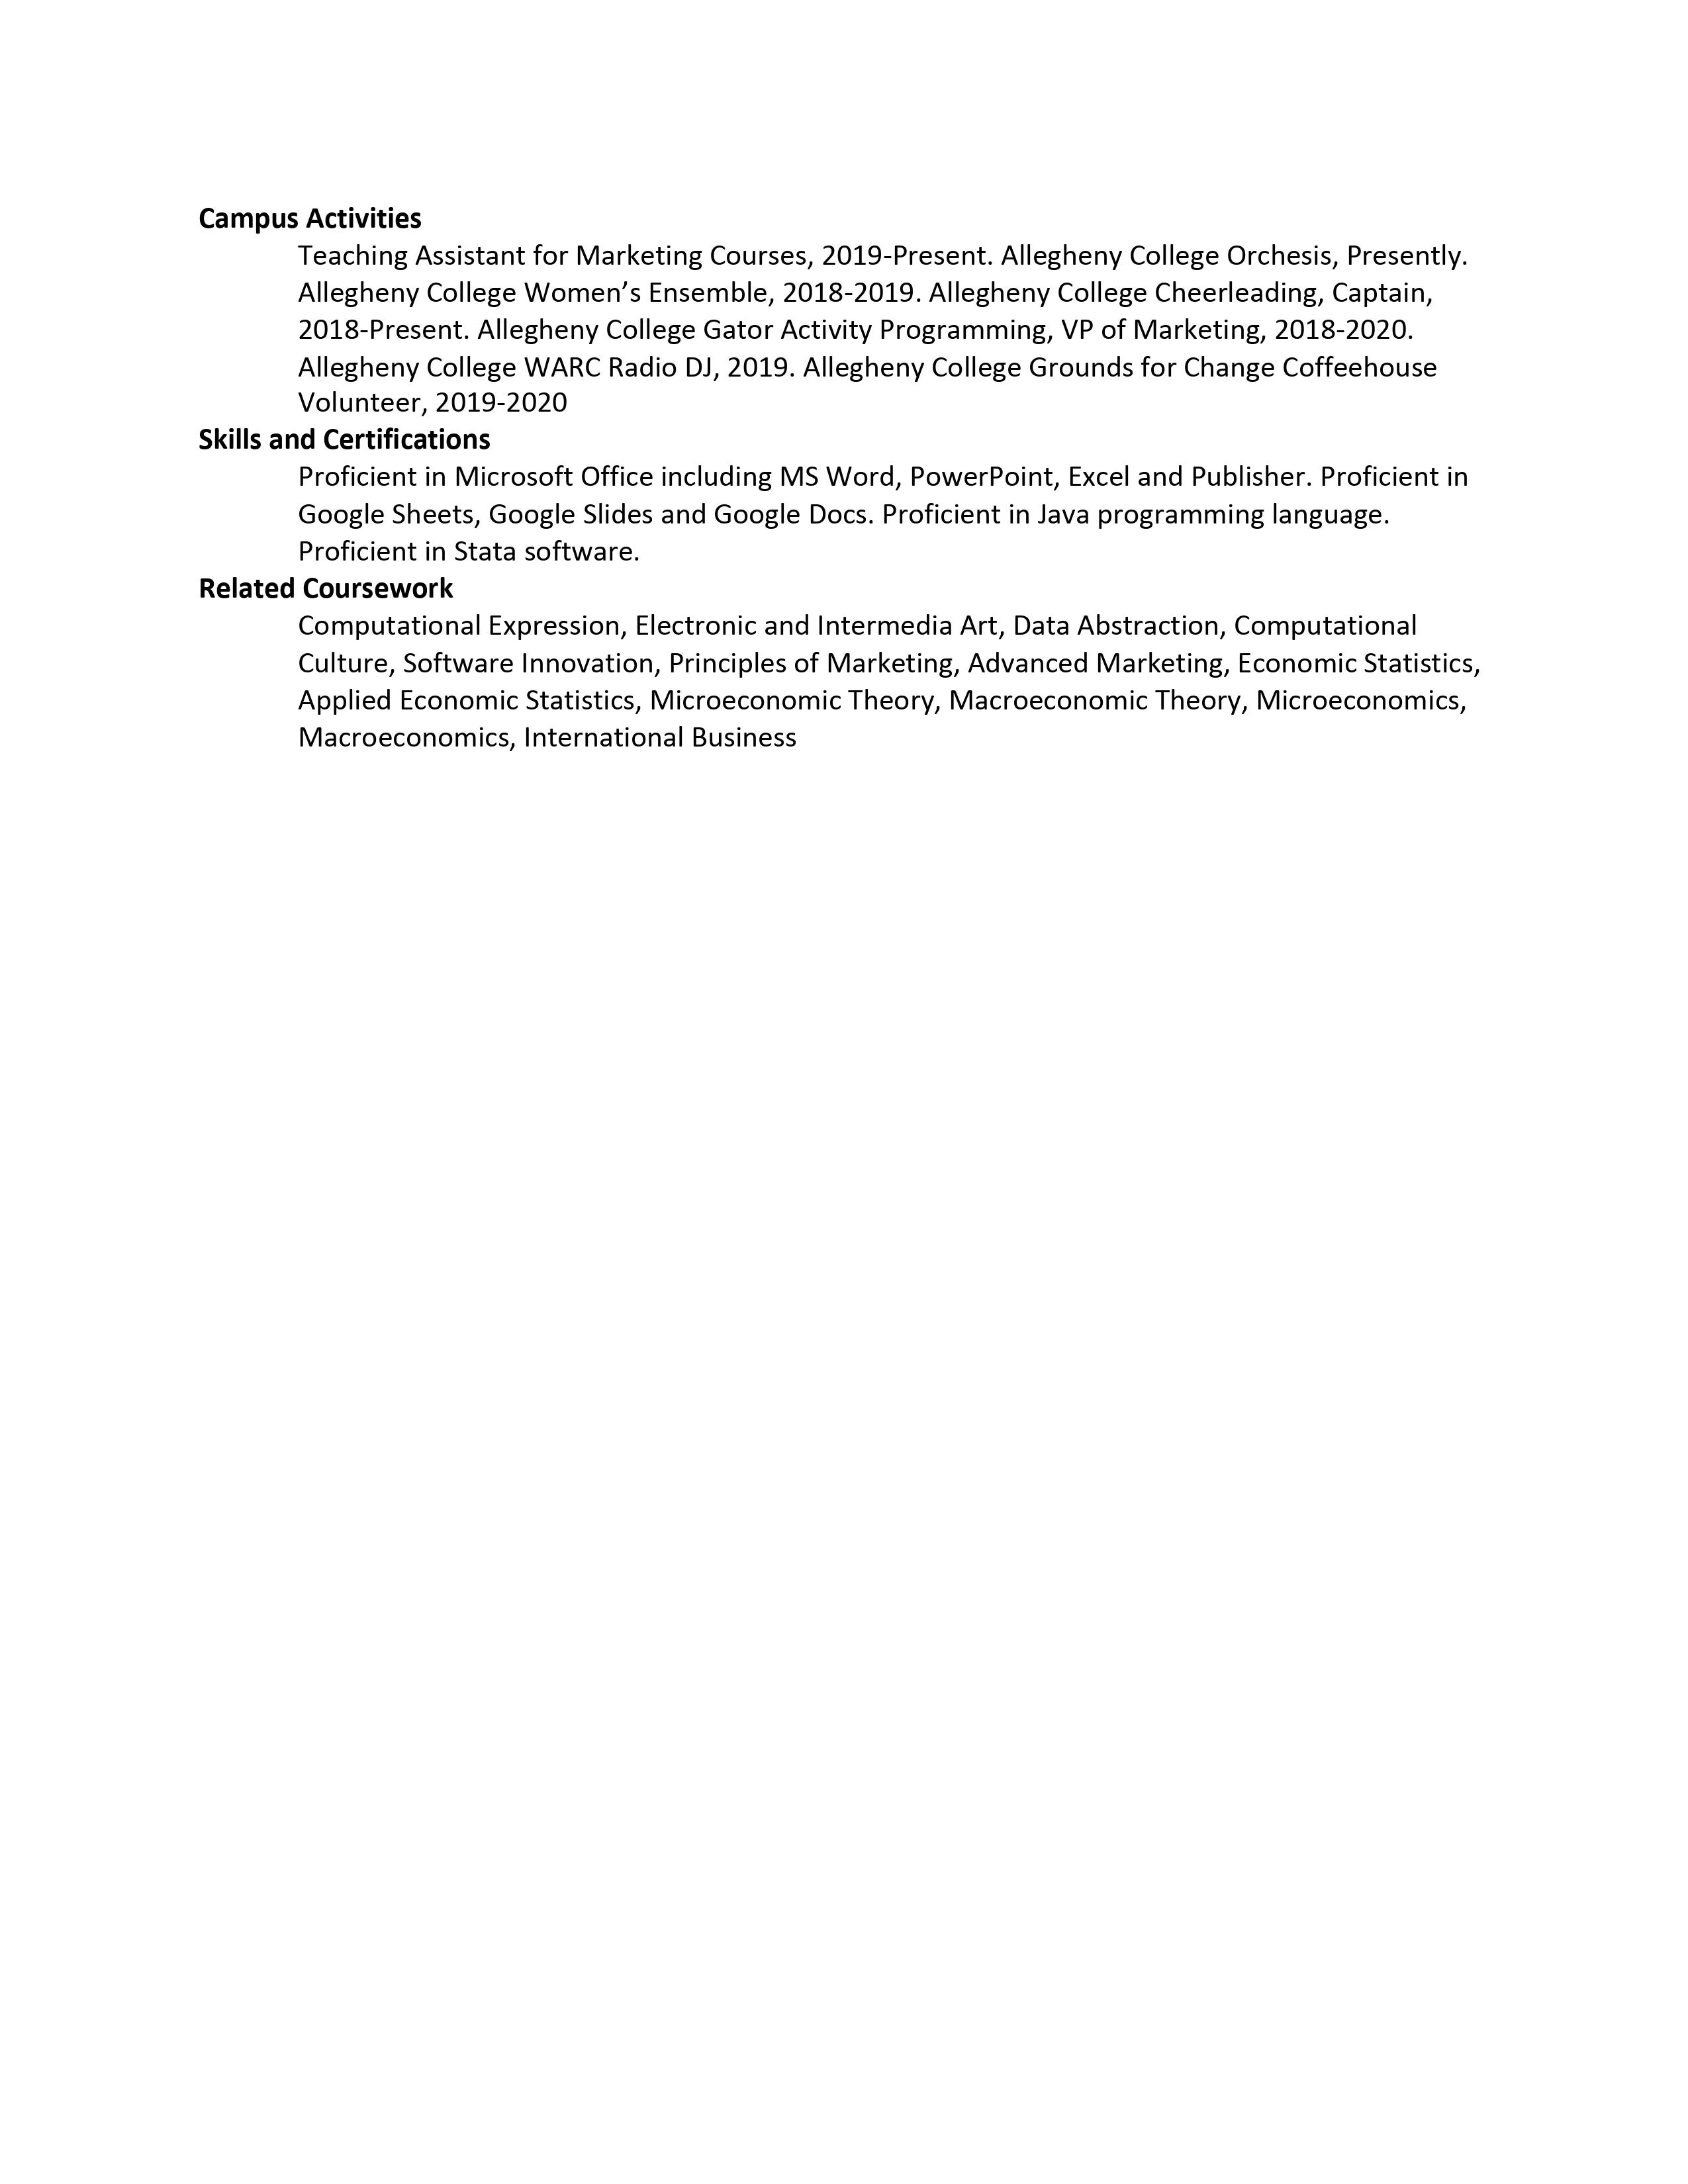 Campus Activities
Teaching Assistant for Marketing Courses, 2019-Present. Allegheny College Orchesis, Presently.
Allegheny College Women’s Ensemble, 2018-2019. Allegheny College Cheerleading, Captain,
2018-Present. Allegheny College Gator Activity Programming, VP of Marketing, 2018-2020.
Allegheny College WARC Radio DJ, 2019. Allegheny College Grounds for Change Coffeehouse
Volunteer, 2019-2020
Skills and Certifications
Proficient in Microsoft Office including MS Word, PowerPoint, Excel and Publisher. Proficient in
Google Sheets, Google Slides and Google Docs. Proficient in Java programming language.
Proficient in Stata software.
Related Coursework
Computational Expression, Electronic and Intermedia Art, Data Abstraction, Computational
Culture, Software Innovation, Principles of Marketing, Advanced Marketing, Economic Statistics,
Applied Economic Statistics, Microeconomic Theory, Macroeconomic Theory, Microeconomics,
Macroeconomics, International Business